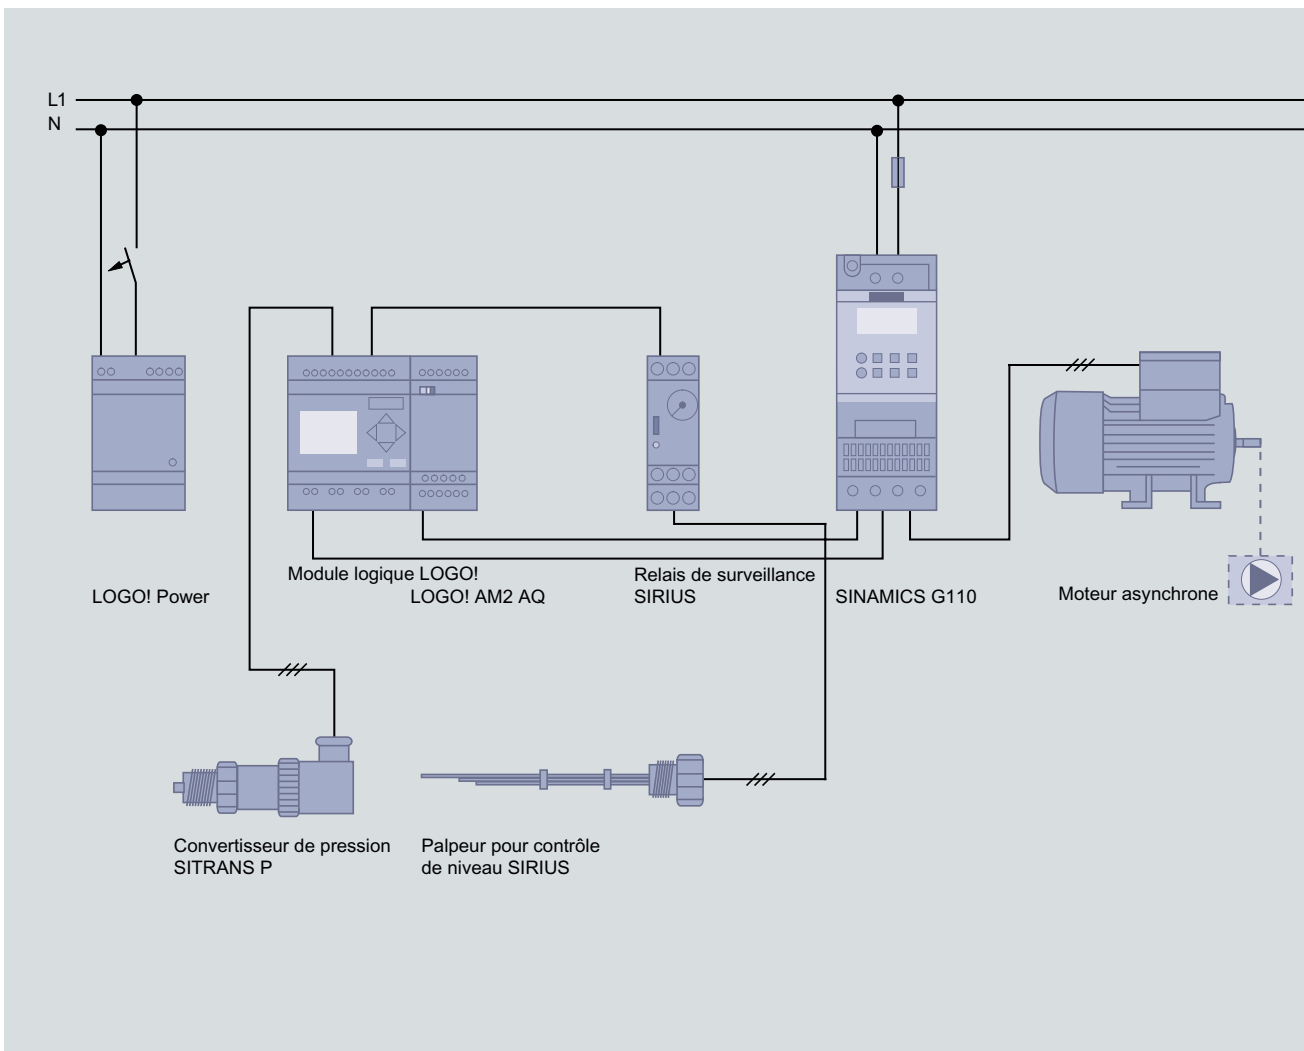 L1
N
LOGO! Power
Module logique LOGO!
LOGO! AM2 AQ
Relais de surveillance
SIRIUS
SINAMICS G110
Moteur asynchrone
Convertisseur de pression
SITRANS P
Palpeur pour contrôle
de niveau SIRIUS